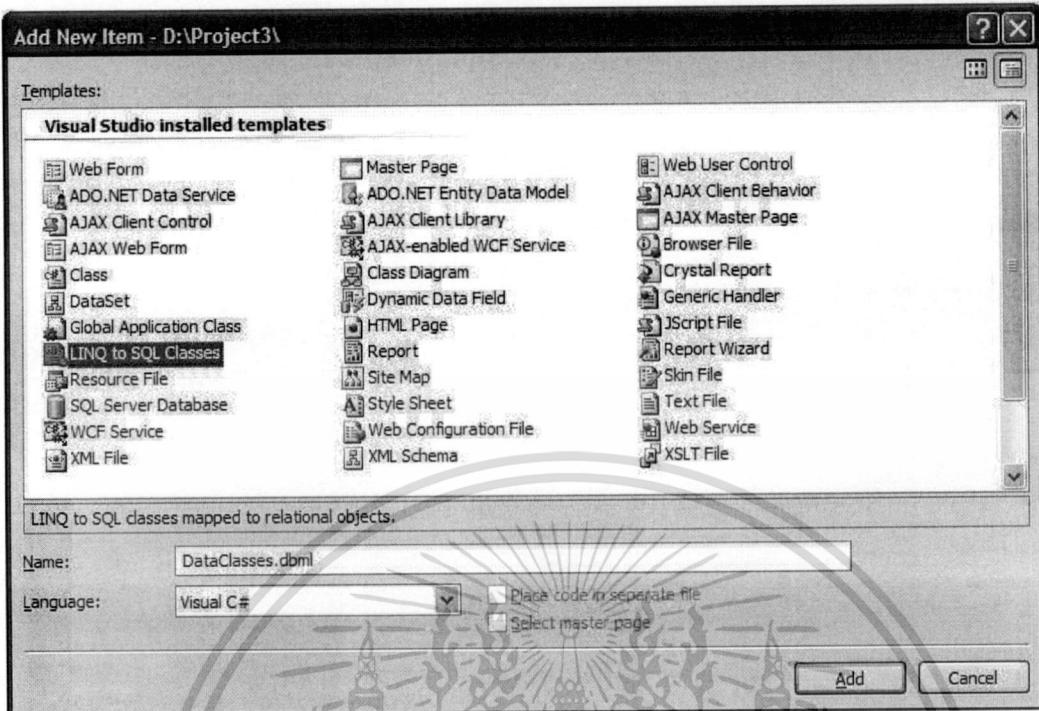 Add New Item - D:\Project3\
Templates:
Visual Studio installed templates
Web Form
Master Page
Web User Control
ADO.NET Data Service
ADO.NET Entity Data Model
AJAX Client Behavior
AJAX Client Control
AJAX Client Library
AJAX Master Page
AJAX Web Form
AJAX-enabled WCF Service
Browser File
Class
Class Diagram
Crystal Report
DataSet
Dynamic Data Field
Generic Handler
Global Application Class
HTML Page
JScript File
LINQ to SQL Classes
Report
Report Wizard
Resource File
Site Map
Skin File
SQL Server Database
Style Sheet
Text File
WCF Service
Web Configuration File
Web Service
XML File
XML Schema
XSLT File
LINQ to SQL classes mapped to relational objects.
Name: DataClasses.dbml
Language: Visual C#
Place code in separate file
Select master page
Add Cancel